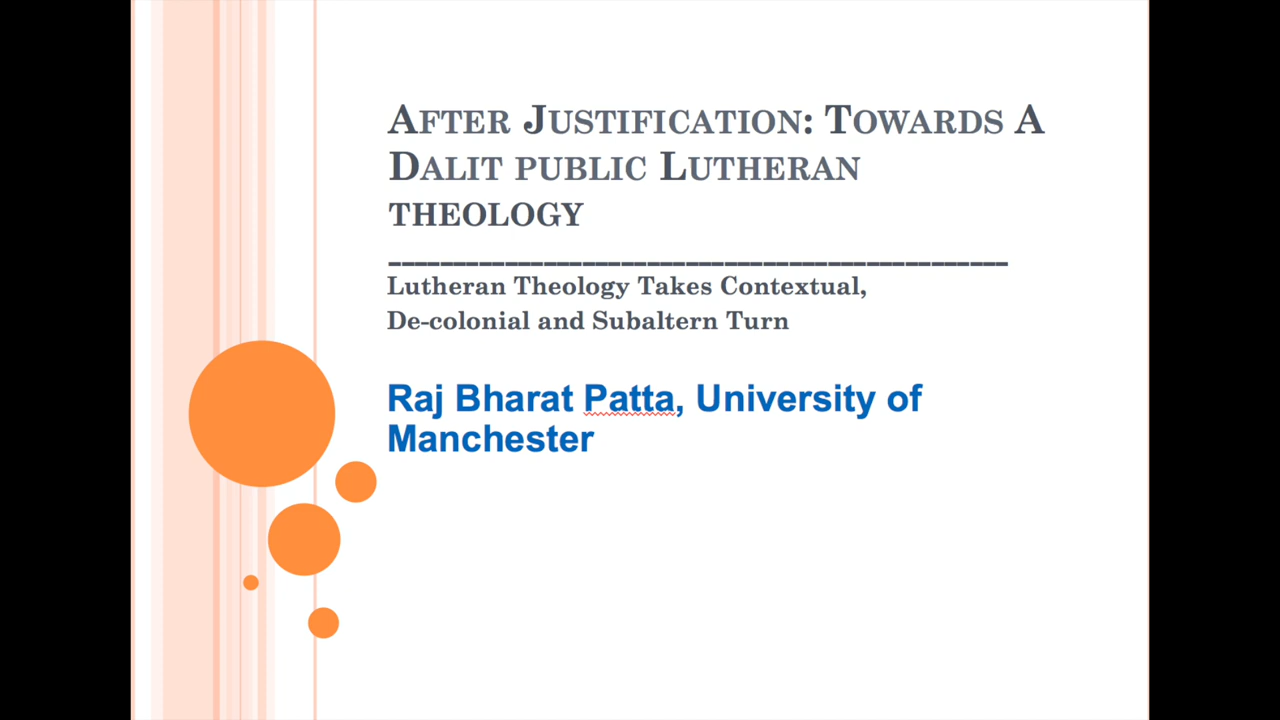 After Justification: Towards A
Dalit public Lutheran
theology
_______________________________________________
Lutheran Theology Takes Contextual,
De-colonial and Subaltern Turn
Raj Bharat Patta, University of
Manchester